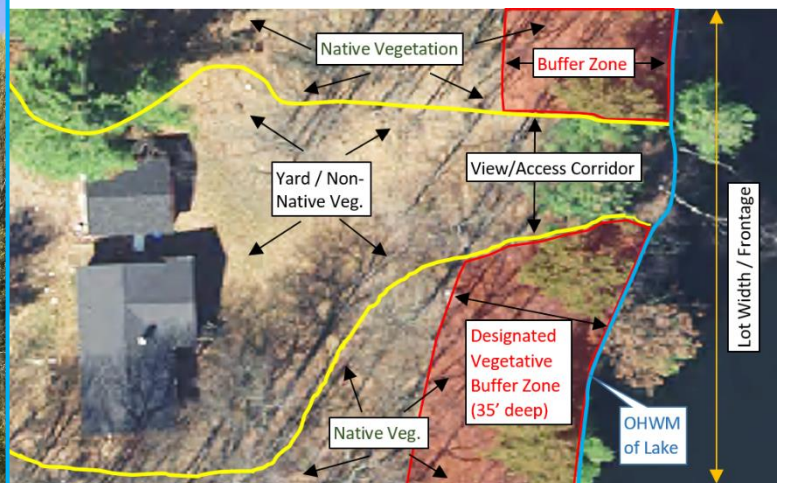 Native Vegetation
Buffer Zone
Yard / Non-
Native Veg.
View/Access Corridor
Lot Width / Frontage
Designated
Vegetative
Buffer Zone
(35’ deep)
Native Veg.
OHWM
of Lake